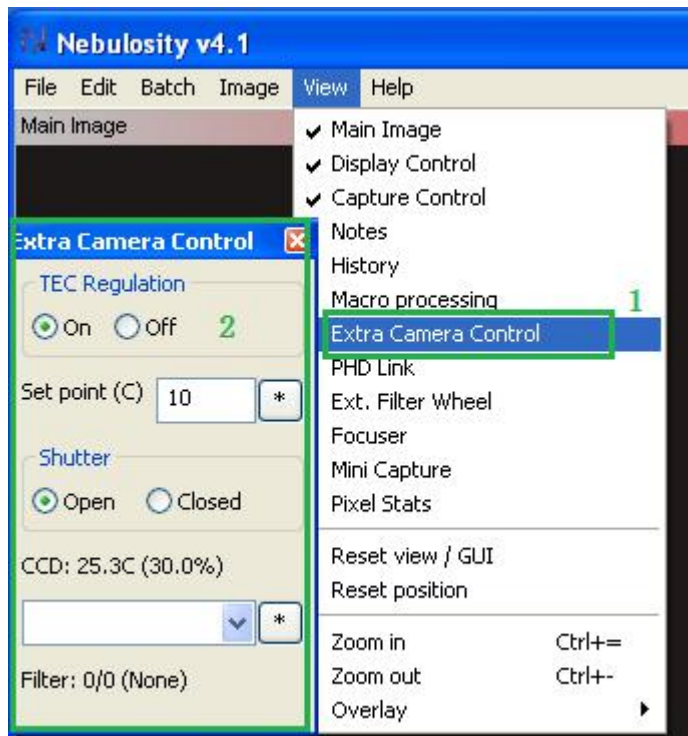 Nebulosity v4.1
File Edit Batch Image View Help
Main Image
Main Image
Display Control
Capture Control
Notes
History
Macro processing
1
Extra Camera Control
PHD Link
Ext. Filter Wheel
Focuser
Mini Capture
Pixel Stats
Reset view / GUI
Reset position
Zoom in Ctrl+=
Zoom out Ctrl+-
Overlay
Extra Camera Control
TEC Regulation
On Off 2
Set point (C) 10 *
Shutter
Open Closed
CCD: 25.3C (30.0%)
*
Filter: 0/0 (None)